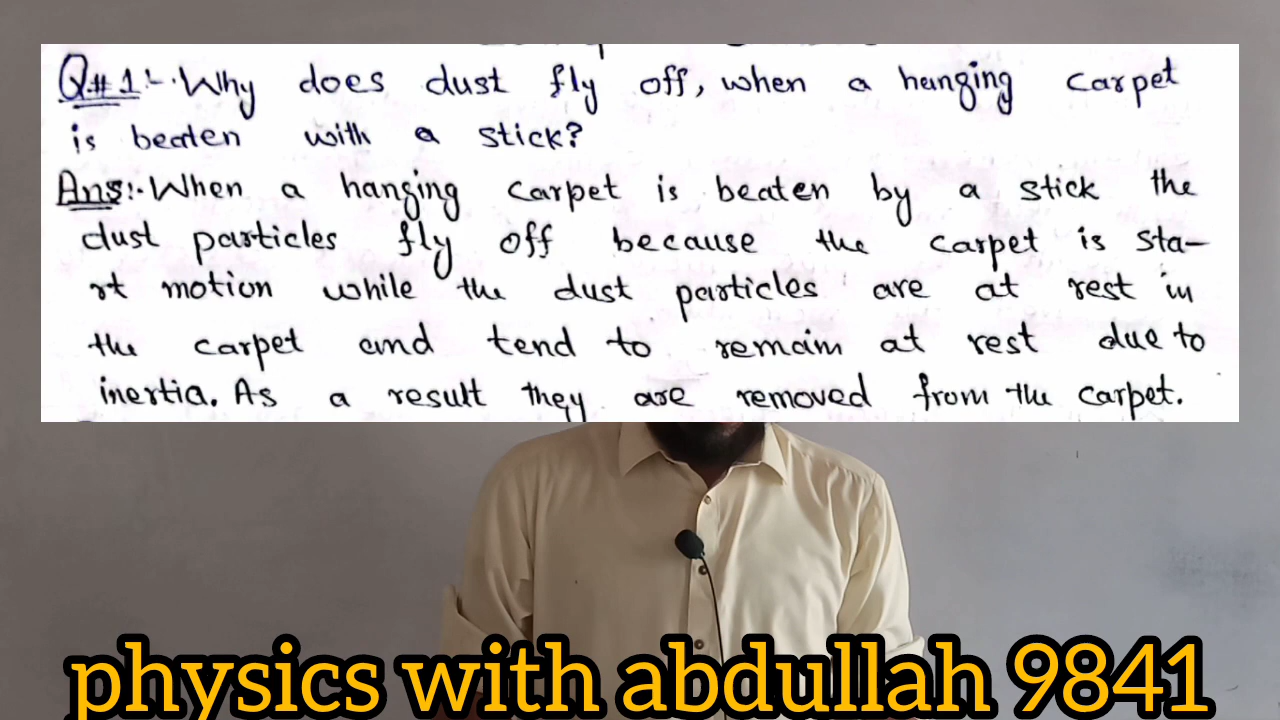 Q#1:- Why does dust fly off, when a hanging carpet
is beaten with a stick?
Ans:- When a hanging carpet is beaten by a stick the
dust particles fly off because the carpet is sta-
rt motion while the dust particles are at rest in
the carpet and tend to remain at rest due to
inertia. As a result they are removed from the carpet.
physics with abdullah 9841